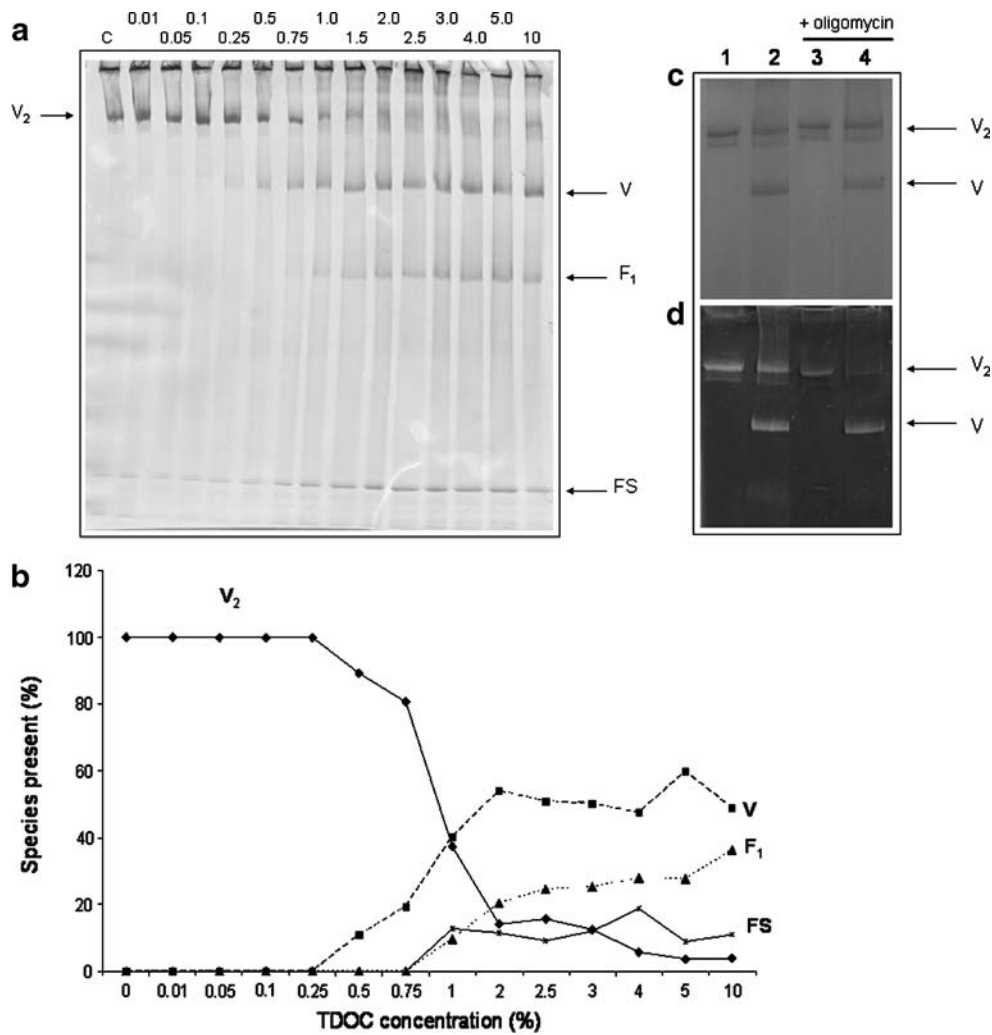 a
0.01 0.1 0.5 1.0 2.0 3.0 5.0
C 0.05 0.25 0.75 1.5 2.5 4.0 10
V₂
V
F₁
FS
+ oligomycin
c 1 2 3 4
V₂
V
d
V₂
V
b
120
100
80
60
40
20
0
Species present (%)
V₂
V
F₁
FS
0 0.01 0.05 0.1 0.25 0.5 0.75 1 2 2.5 3 4 5 10
TDOC concentration (%)